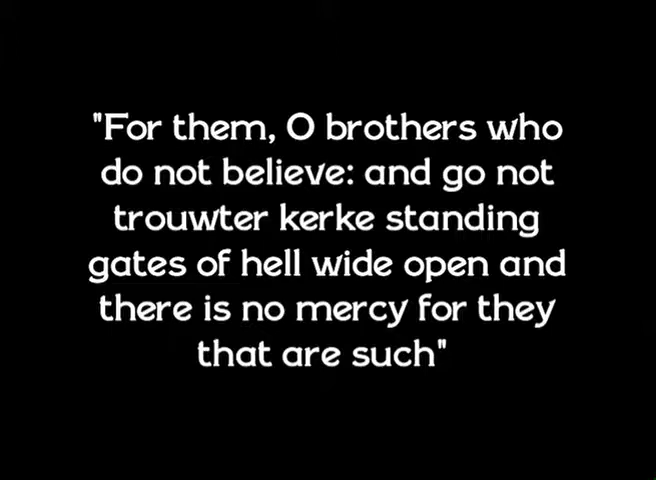 "For them, O brothers who
do not believe: and go not
trouwter kerke standing
gates of hell wide open and
there is no mercy for they
that are such"